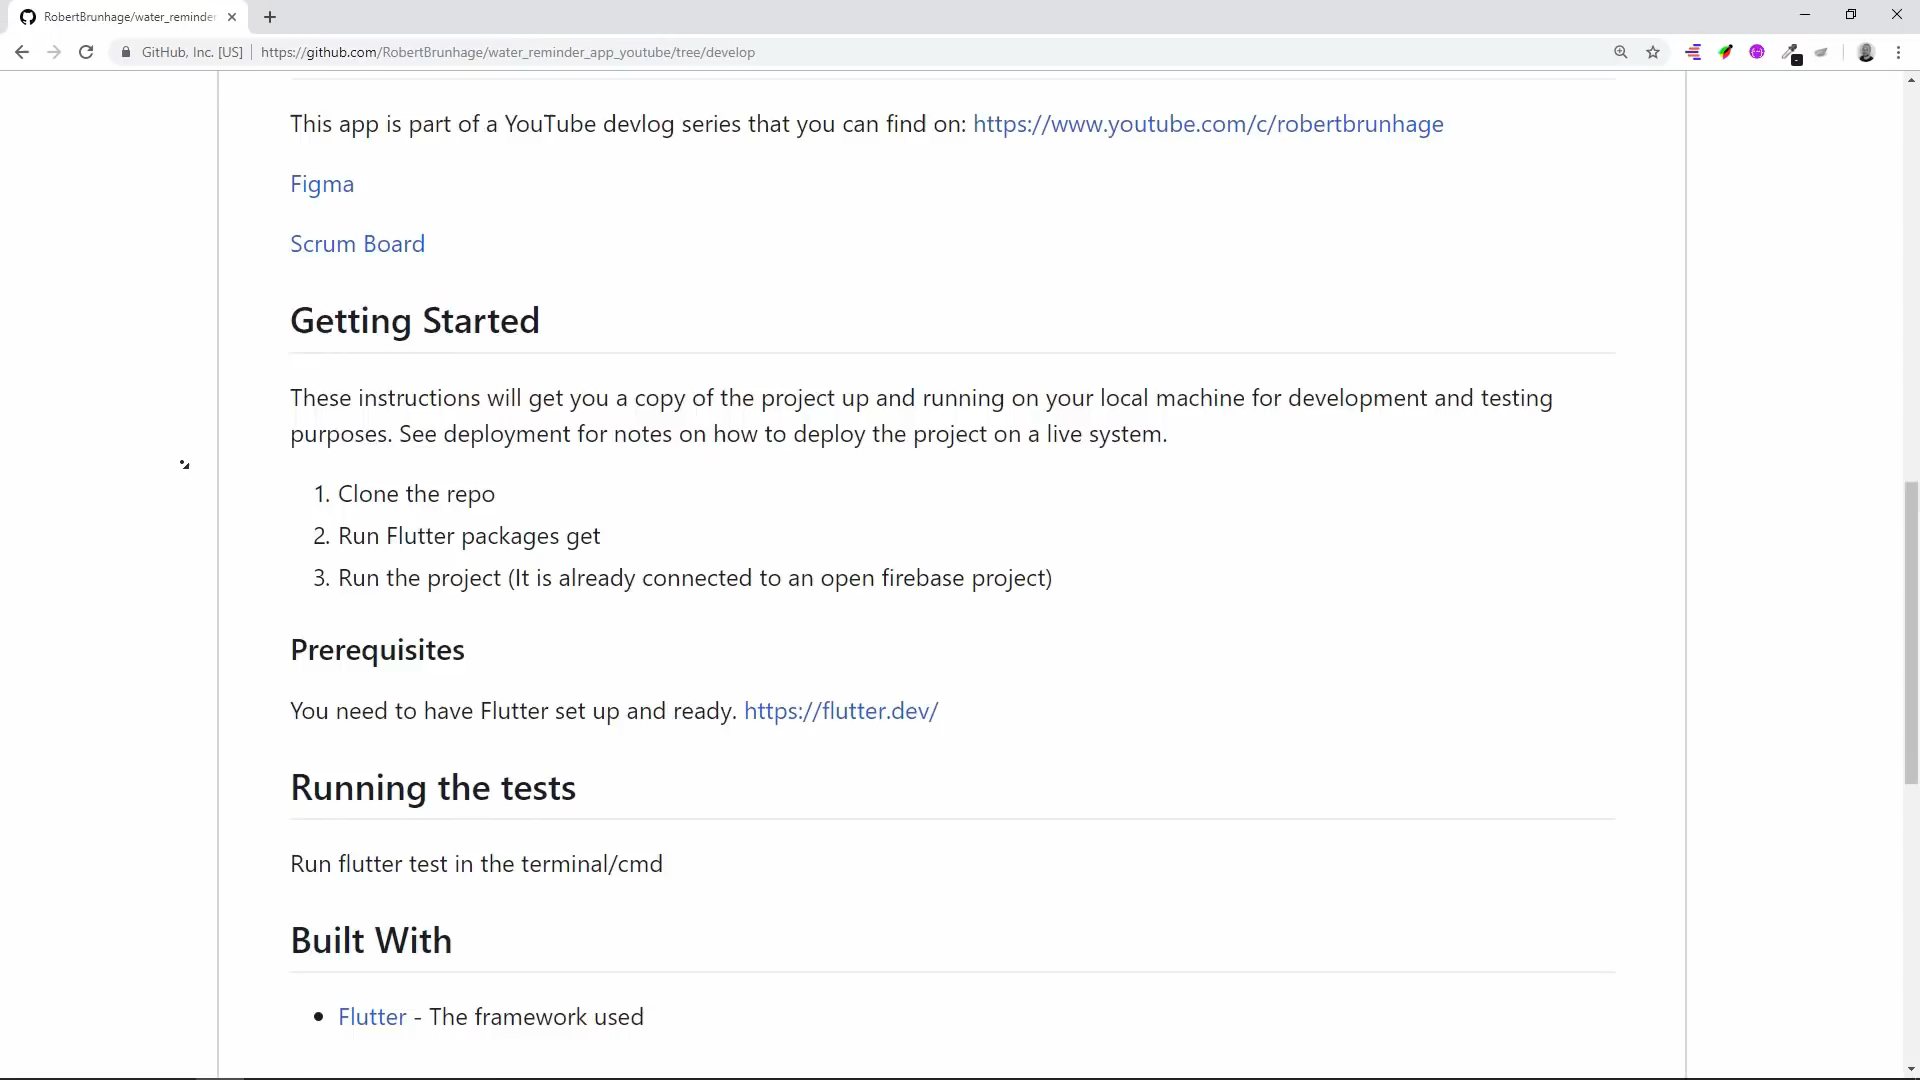 RobertBrunhage/water_reminder
GitHub, Inc. [US]
https://github.com/RobertBrunhage/water_reminder_app_youtube/tree/develop
This app is part of a YouTube devlog series that you can find on: https://www.youtube.com/c/robertbrunhage
Figma
Scrum Board
Getting Started
These instructions will get you a copy of the project up and running on your local machine for development and testing
purposes. See deployment for notes on how to deploy the project on a live system.
1. Clone the repo
2. Run Flutter packages get
3. Run the project (It is already connected to an open firebase project)
Prerequisites
You need to have Flutter set up and ready. https://flutter.dev/
Running the tests
Run flutter test in the terminal/cmd
Built With
• Flutter - The framework used